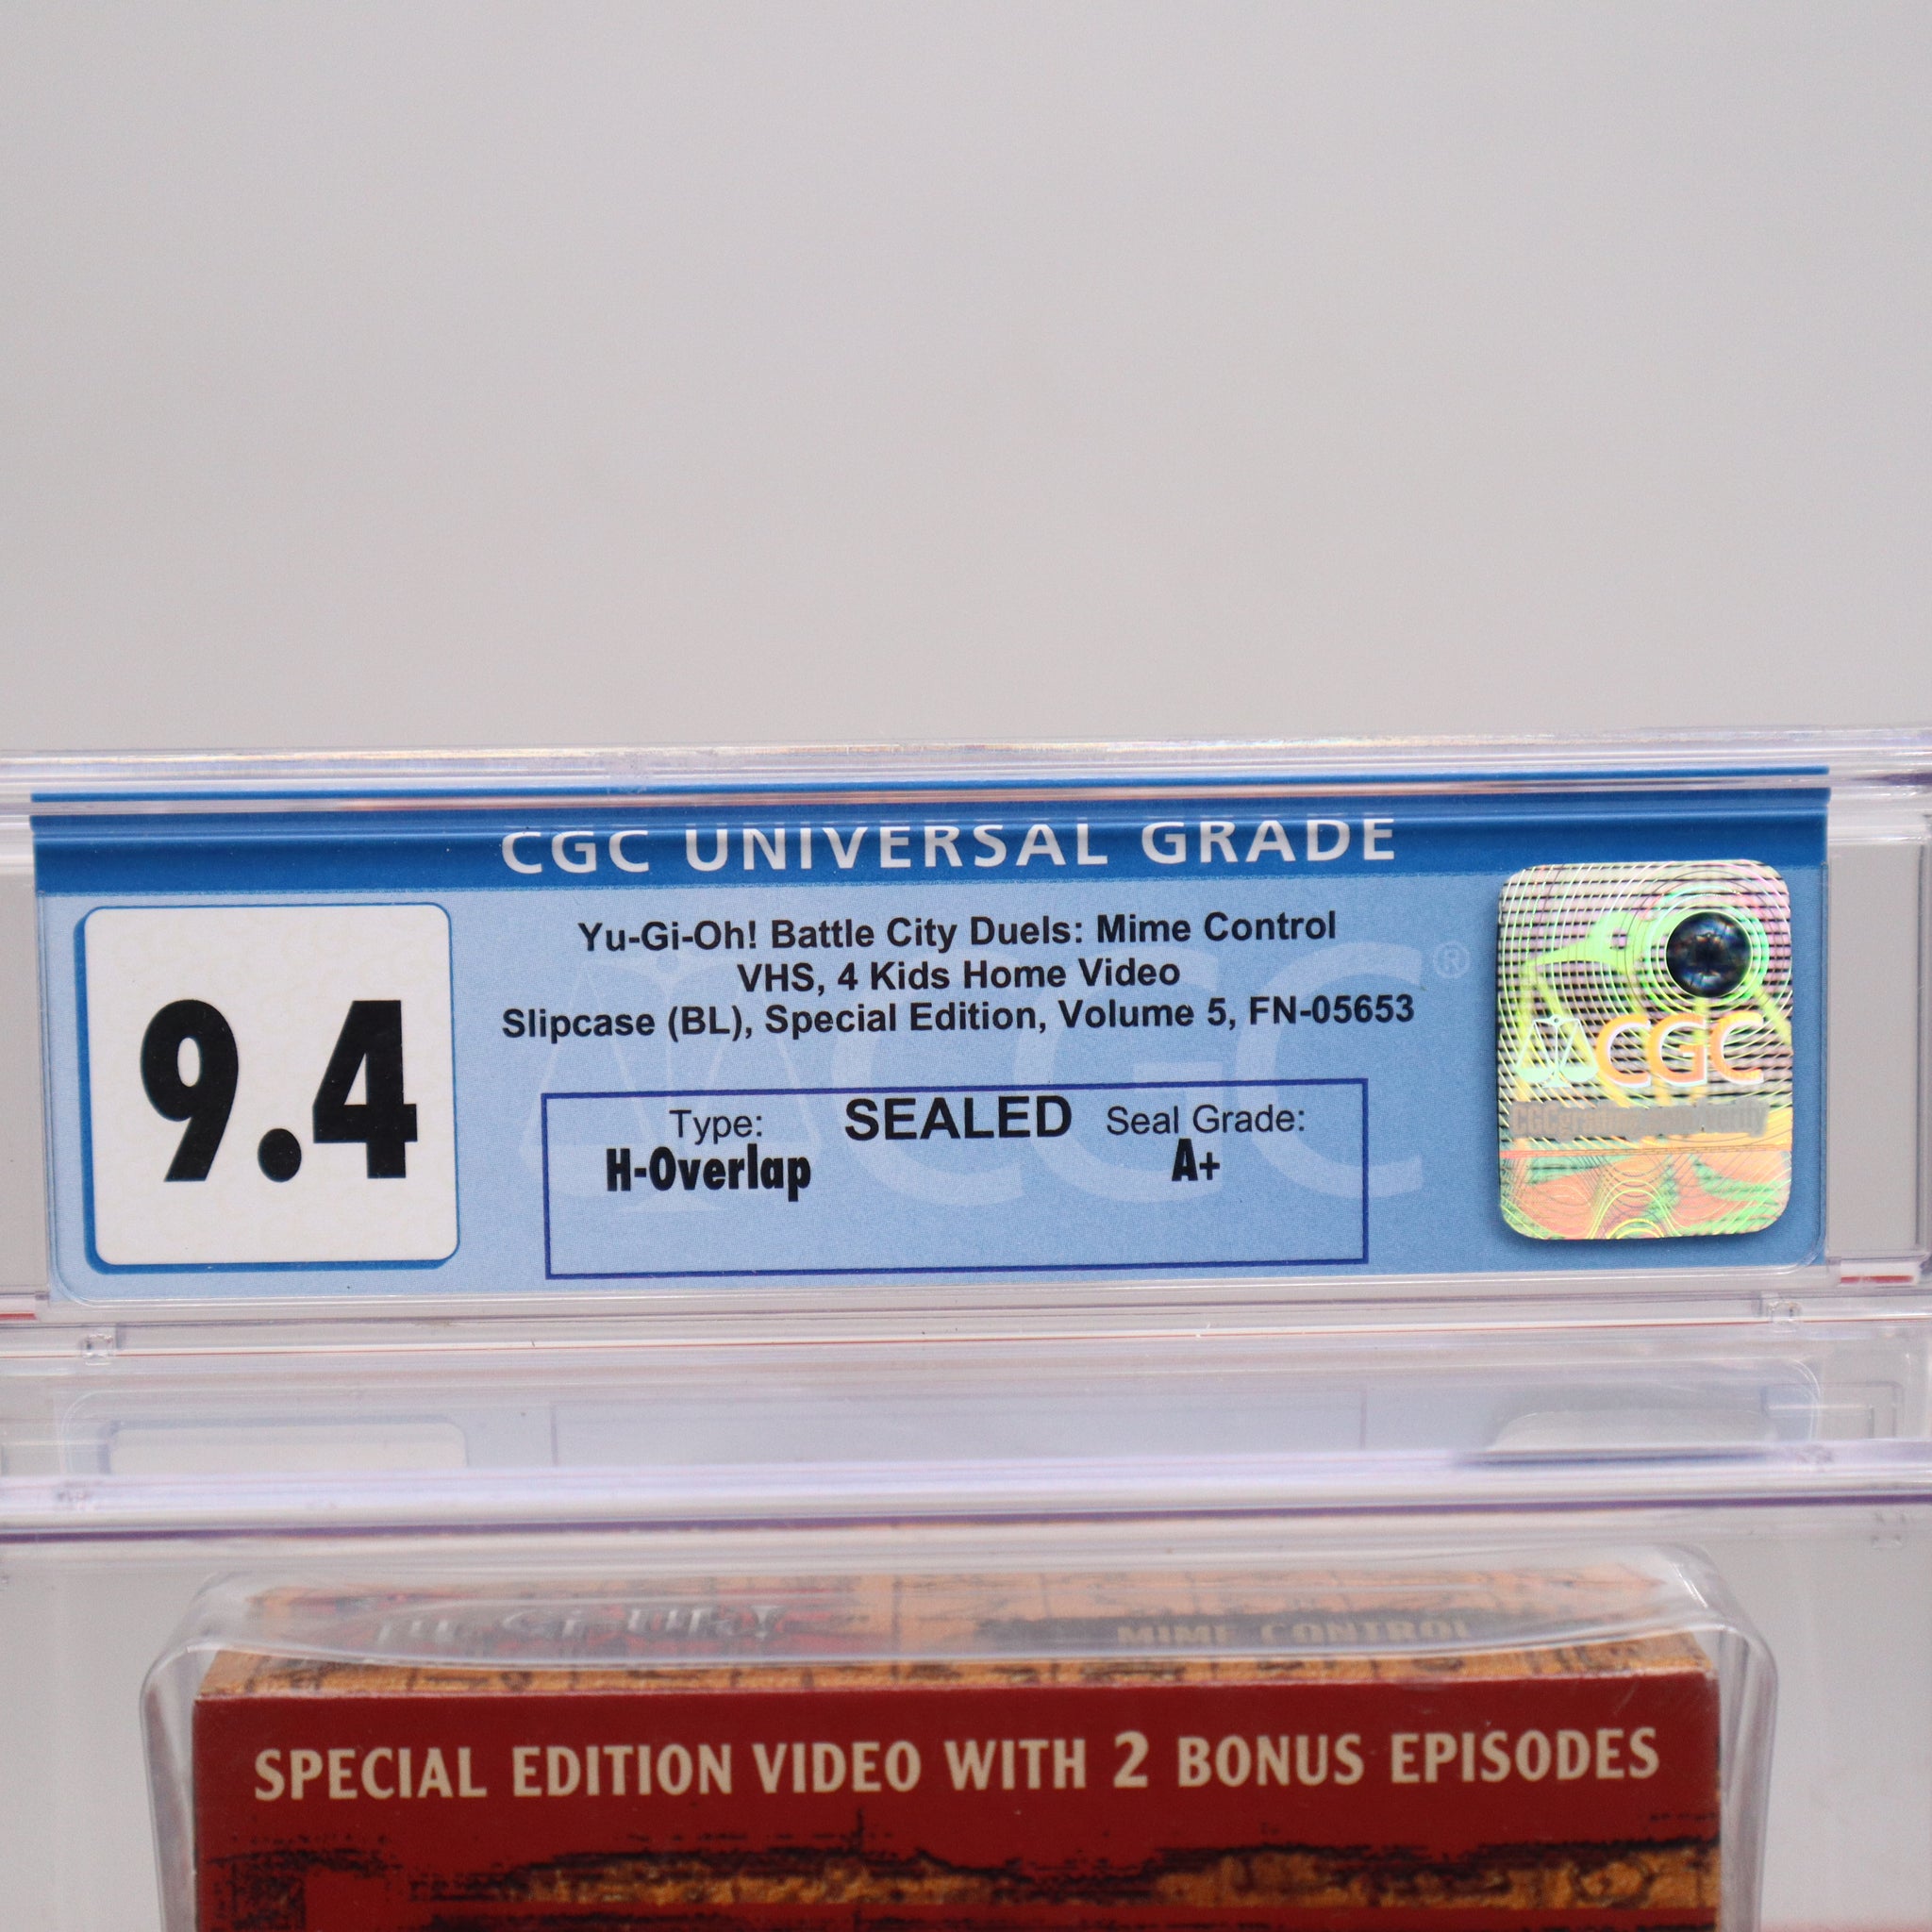 CGC UNIVERSAL GRADE
9.4
Yu-Gi-Oh! Battle City Duels: Mime Control
VHS, 4 Kids Home Video
Slipcase (BL), Special Edition, Volume 5, FN-05653
CGC®
Type: SEALED Seal Grade:
H-Overlap A+
CGC
MIME CONTROL
SPECIAL EDITION VIDEO WITH 2 BONUS EPISODES